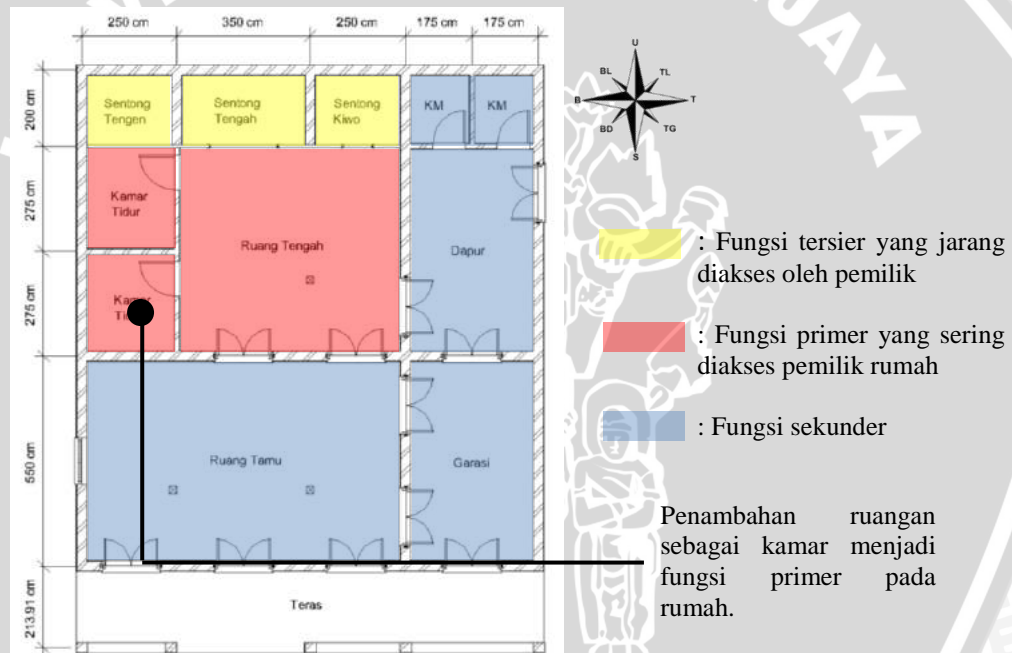 250 cm 350 cm 250 cm 175 cm 175 cm
U
BL TL
B T
BD TG
S
200 cm
275 cm
275 cm
550 cm
213.91 cm
Sentong
Tengen
Sentong
Tengah
Sentong
Kiwo
KM
KM
Kamar
Tidur
Ruang Tengah
Dapur
Kamar
Ruang Tamu
Garasi
Teras
: Fungsi tersier yang jarang
diakses oleh pemilik
: Fungsi primer yang sering
diakses pemilik rumah
: Fungsi sekunder
Penambahan ruangan
sebagai kamar menjadi
fungsi primer pada
rumah.